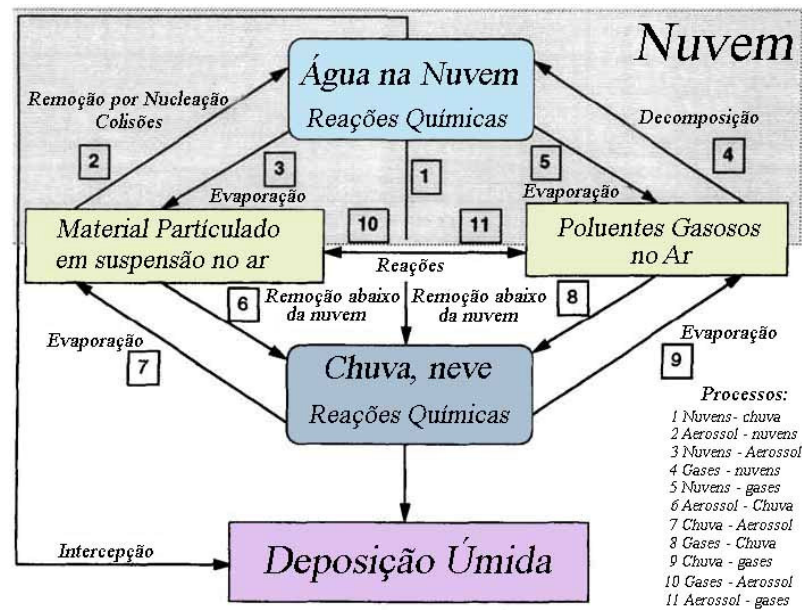 Nuvem
Água na Nuvem
Reações Químicas
Remoção por Nucleação
Colisões
Decomposição
2
3
1
5
4
Evaporação
Evaporação
Material Partículado
em suspensão no ar
10
11
Poluentes Gasosos
no Ar
Reações
6
Remoção abaixo
da nuvem
Remoção abaixo
da nuvem
8
Evaporação
7
Evaporação
9
Chuva, neve
Reações Químicas
Processos:
1 Nuvens- chuva
2 Aerossol - nuvens
3 Nuvens - Aerossol
4 Gases - nuvens
5 Nuvens - gases
6 Aerossol - Chuva
7 Chuva - Aerossol
8 Gases - Chuva
9 Chuva - gases
10 Gases - Aerossol
11 Aerossol - gases
Intercepção
Deposição Úmida